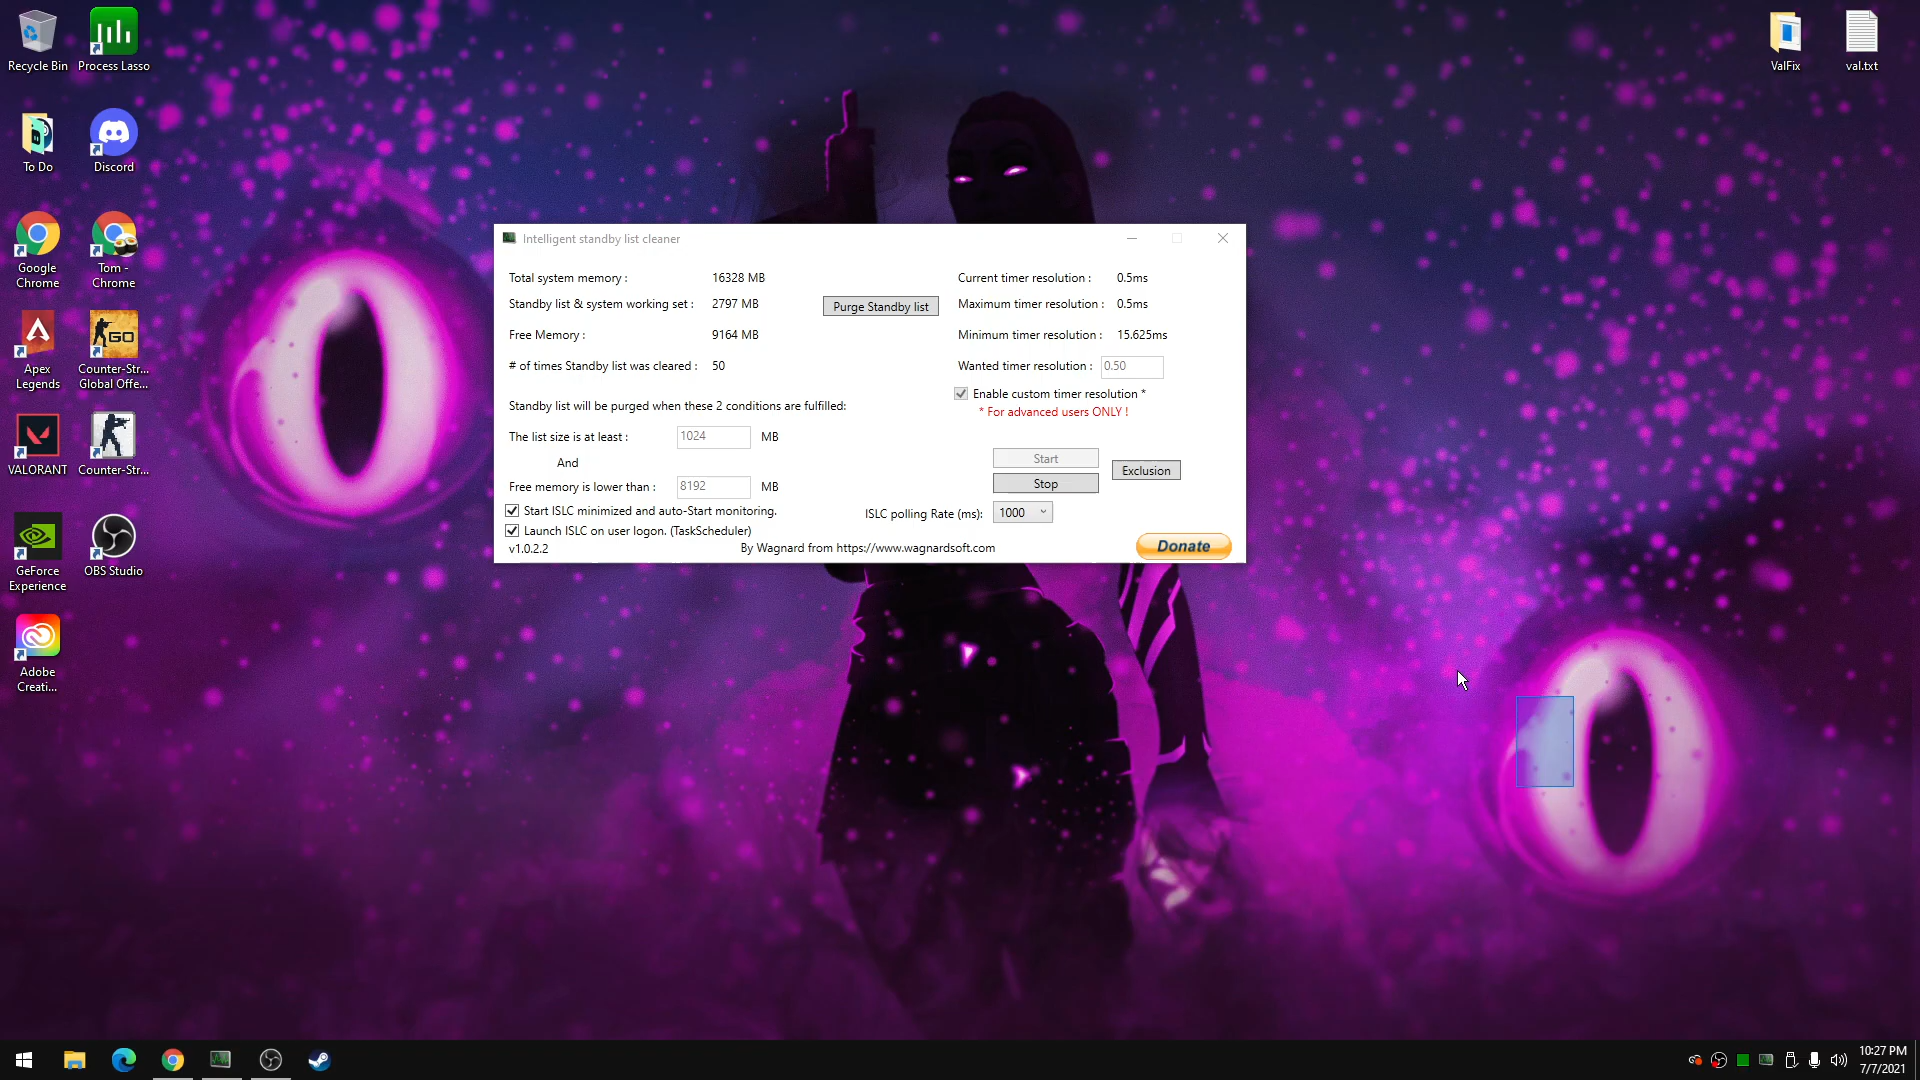 Recycle Bin
Process Lasso
To Do
Discord
Google
Chrome
Tom -
Chrome
Apex
Legends
GO
Counter-Str...
Global Offe...
VALORANT
Counter-Str...
GeForce
Experience
OBS Studio
Adobe
Creati...
ValFix
val.txt
Intelligent standby list cleaner
Total system memory : 16328 MB
Standby list & system working set : 2797 MB
Purge Standby list
Free Memory : 9164 MB
# of times Standby list was cleared : 50
Standby list will be purged when these 2 conditions are fulfilled:
The list size is at least : 1024 MB
And
Free memory is lower than : 8192 MB
Start ISLC minimized and auto-Start monitoring.
Launch ISLC on user logon. (TaskScheduler)
v1.0.2.2
By Wagnard from https://www.wagnardsoft.com
Current timer resolution : 0.5ms
Maximum timer resolution : 0.5ms
Minimum timer resolution : 15.625ms
Wanted timer resolution : 0.50
Enable custom timer resolution *
* For advanced users ONLY !
Start
Stop
Exclusion
ISLC polling Rate (ms): 1000
Donate
10:27 PM
7/7/2021